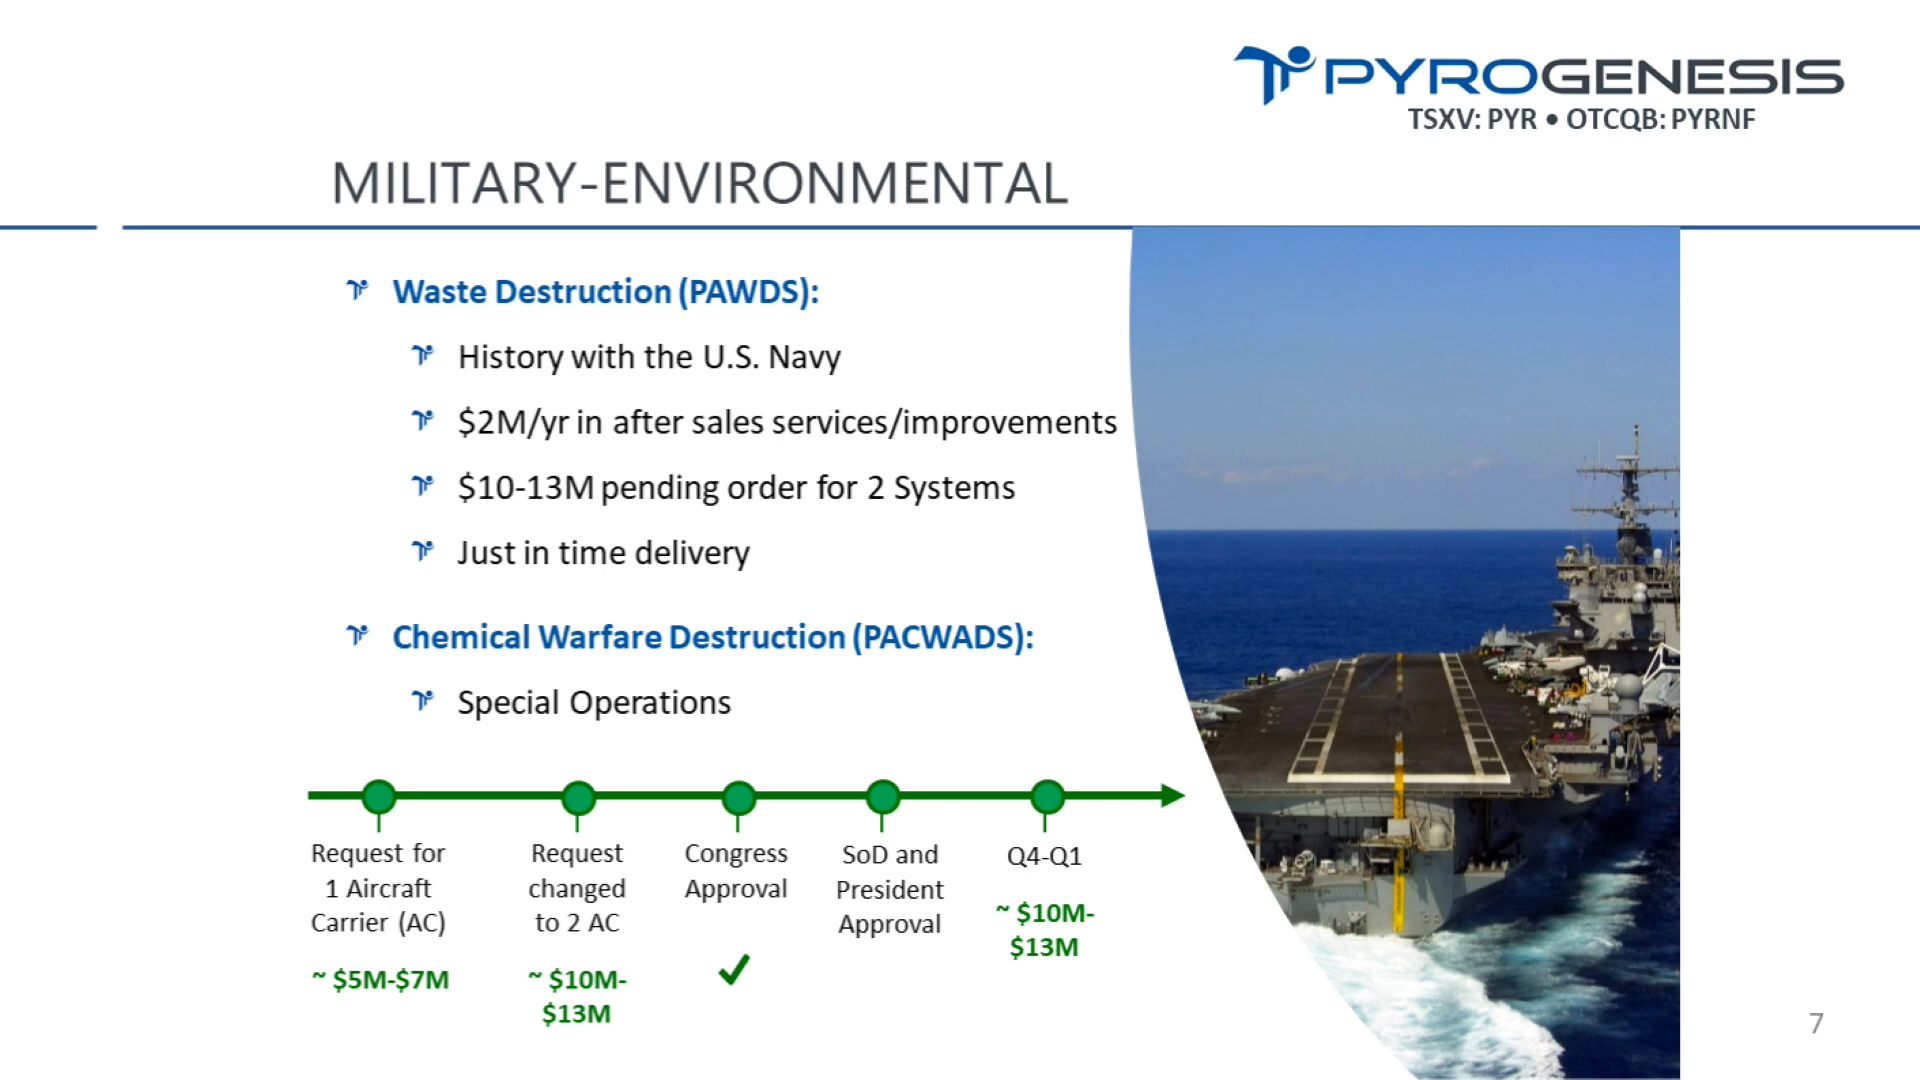 PYROGENESIS
TSXV: PYR • OTCQB: PYRNF
MILITARY-ENVIRONMENTAL
Waste Destruction (PAWDS):
History with the U.S. Navy
$2M/yr in after sales services/improvements
$10-13M pending order for 2 Systems
Just in time delivery
Chemical Warfare Destruction (PACWADS):
Special Operations
Request for
1 Aircraft
Carrier (AC)
~ $5M-$7M
Request
changed
to 2 AC
~ $10M-
$13M
Congress
Approval
SoD and
President
Approval
Q4-Q1
~ $10M-
$13M
7